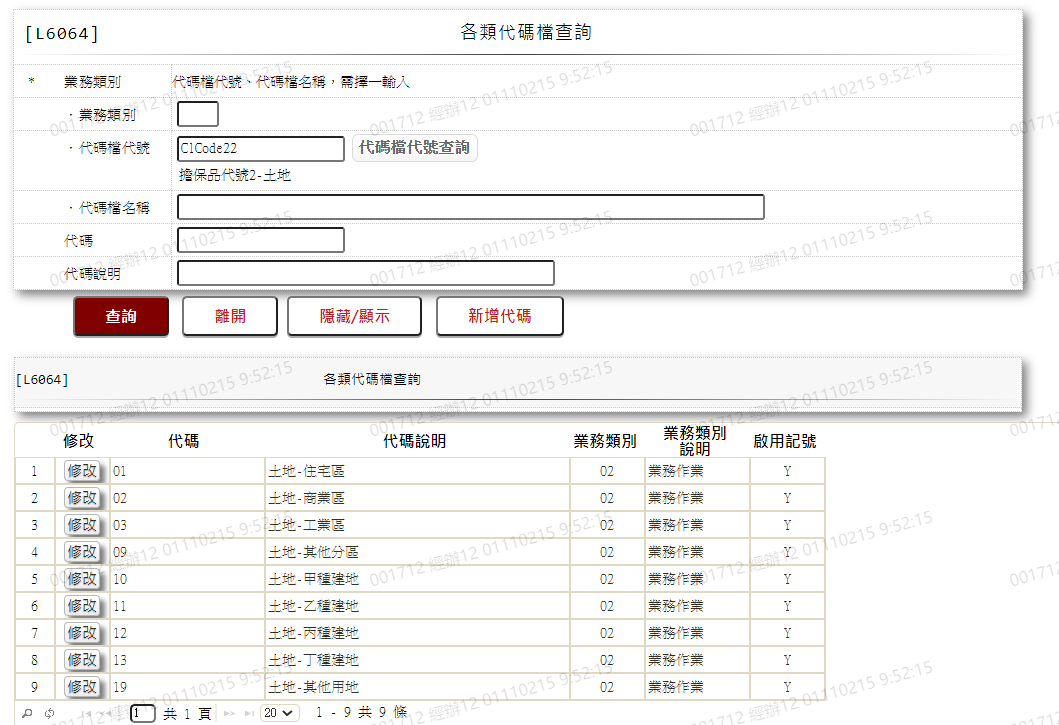 [L6064] 各類代碼檔查詢
* 業務類別 代碼檔代號、代碼檔名稱，需擇一輸入
．業務類別
．代碼檔代號 ClCode22 代碼檔代號查詢
擔保品代號2-土地
．代碼檔名稱
代碼
代碼說明
查詢 離開 隱藏/顯示 新增代碼
[L6064] 各類代碼檔查詢
修改 代碼 代碼說明 業務類別 業務類別說明 啟用記號
1 修改 01 土地-住宅區 02 業務作業 Y
2 修改 02 土地-商業區 02 業務作業 Y
3 修改 03 土地-工業區 02 業務作業 Y
4 修改 09 土地-其他分區 02 業務作業 Y
5 修改 10 土地-甲種建地 02 業務作業 Y
6 修改 11 土地-乙種建地 02 業務作業 Y
7 修改 12 土地-丙種建地 02 業務作業 Y
8 修改 13 土地-丁種建地 02 業務作業 Y
9 修改 19 土地-其他用地 02 業務作業 Y
1 共 1 頁 20 1 - 9 共 9 條
001712 經辦12 01110215 9:52:15